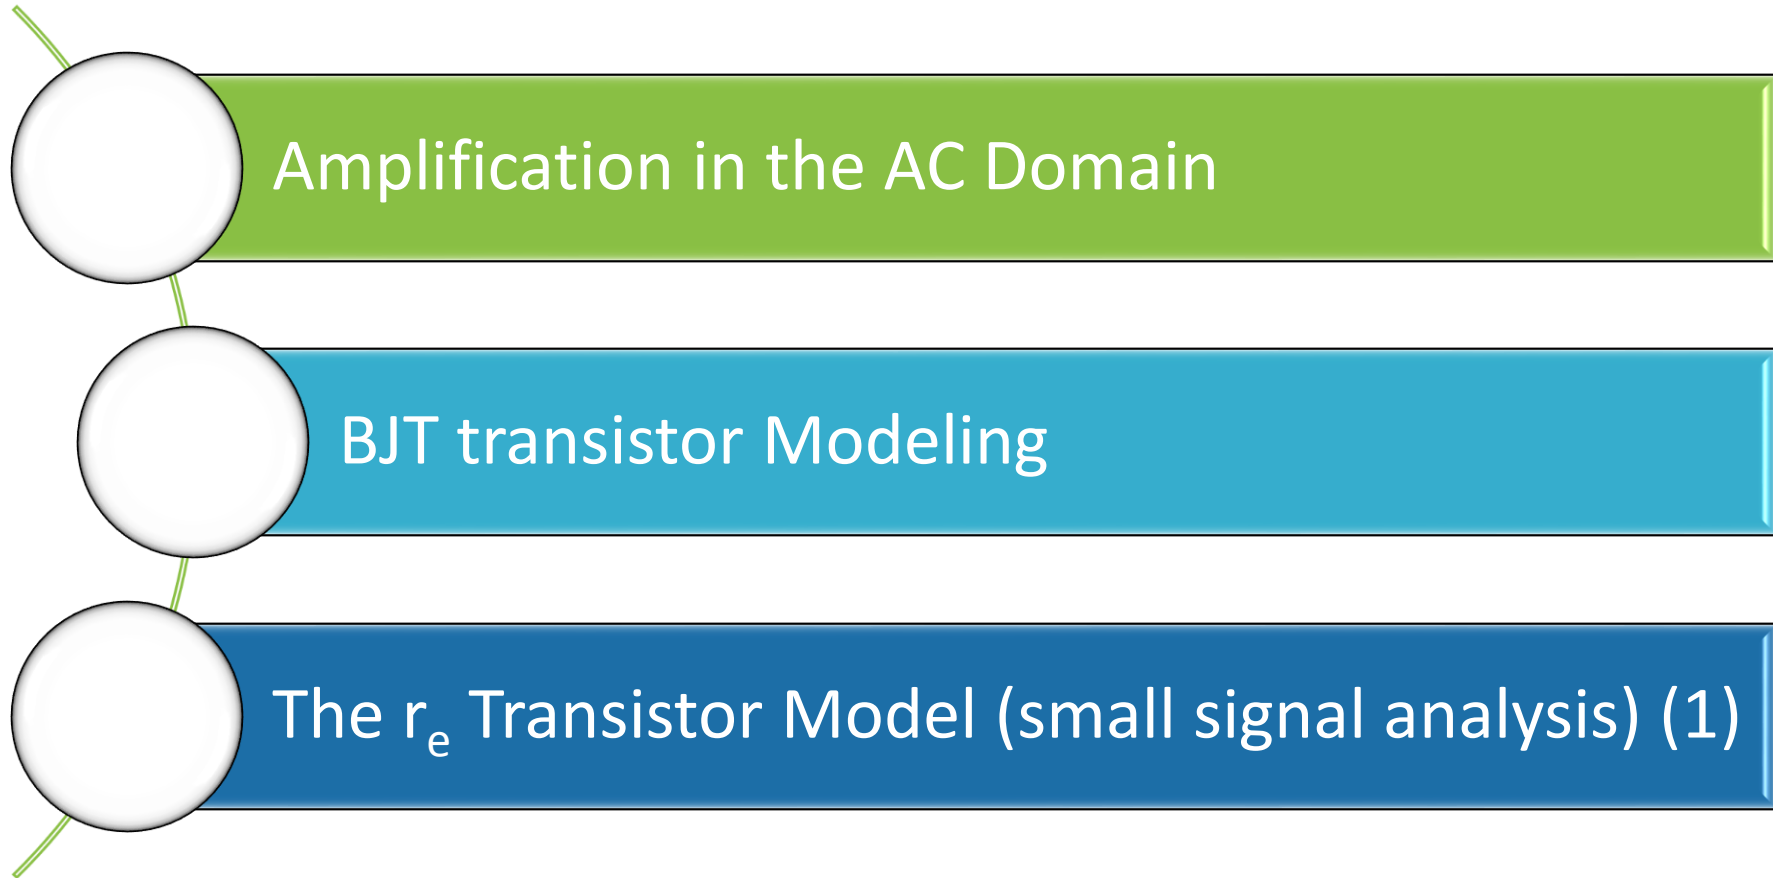 Amplification in the AC Domain
BJT transistor Modeling
The re Transistor Model (small signal analysis) (1)